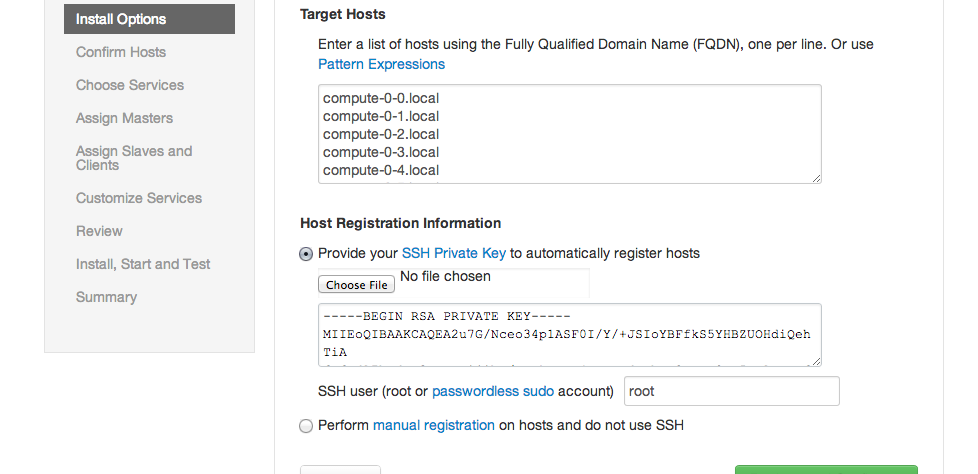 Install Options
Confirm Hosts
Choose Services
Assign Masters
Assign Slaves and
Clients
Customize Services
Review
Install, Start and Test
Summary
Target Hosts
Enter a list of hosts using the Fully Qualified Domain Name (FQDN), one per line. Or use
Pattern Expressions
compute-0-0.local
compute-0-1.local
compute-0-2.local
compute-0-3.local
compute-0-4.local
Host Registration Information
Provide your SSH Private Key to automatically register hosts
Choose File No file chosen
-----BEGIN RSA PRIVATE KEY-----
MIIEoQIBAAKCAQEA2u7G/Nceo34plASF0I/Y/+JSIoYBFfkS5YHBZUOHdiQeh
TiA
SSH user (root or passwordless sudo account) root
Perform manual registration on hosts and do not use SSH